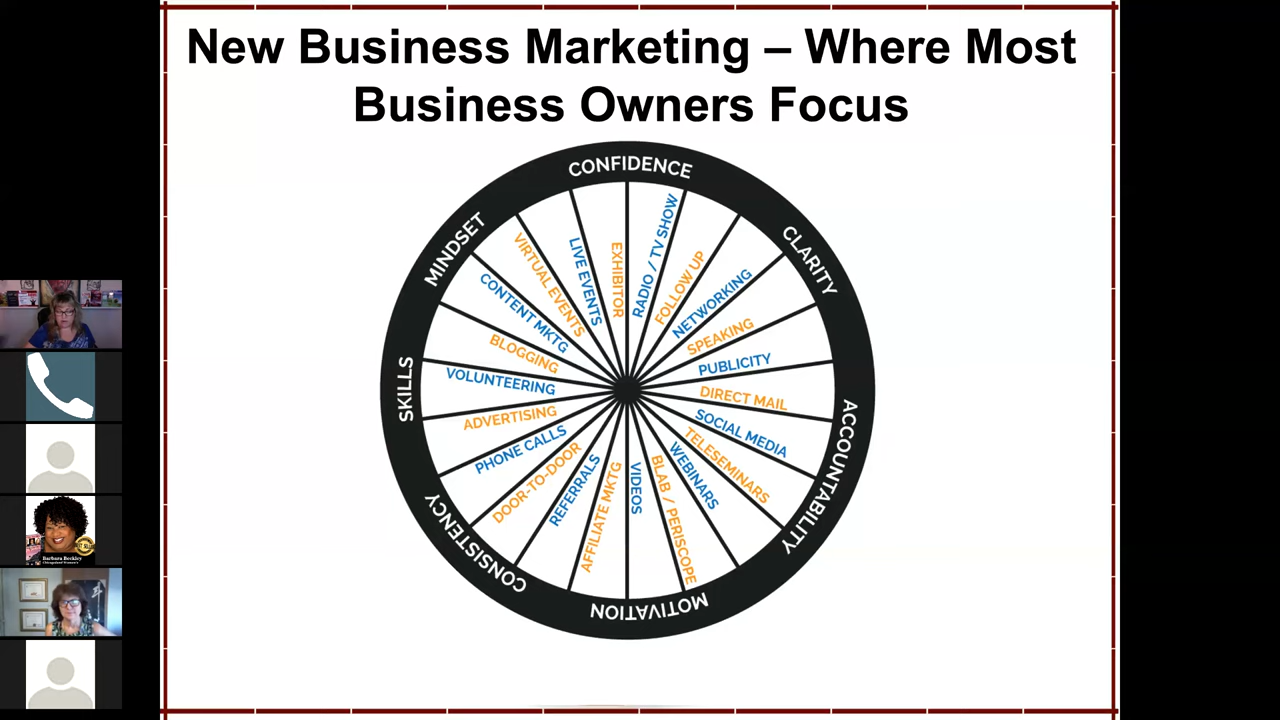 New Business Marketing – Where Most
Business Owners Focus
CONFIDENCE
CLARITY
ACCOUNTABILITY
MOTIVATION
CONSISTENCY
SKILLS
MINDSET
RADIO / TV SHOW
FOLLOW UP
NETWORKING
SPEAKING
PUBLICITY
DIRECT MAIL
SOCIAL MEDIA
TELESEMINARS
WEBINARS
BLAB / PERISCOPE
VIDEOS
AFFILIATE MKTG
REFERRALS
DOOR-TO-DOOR
PHONE CALLS
ADVERTISING
VOLUNTEERING
BLOGGING
CONTENT MKTG
VIRTUAL EVENTS
LIVE EVENTS
EXHIBITOR
Barbara Beckley